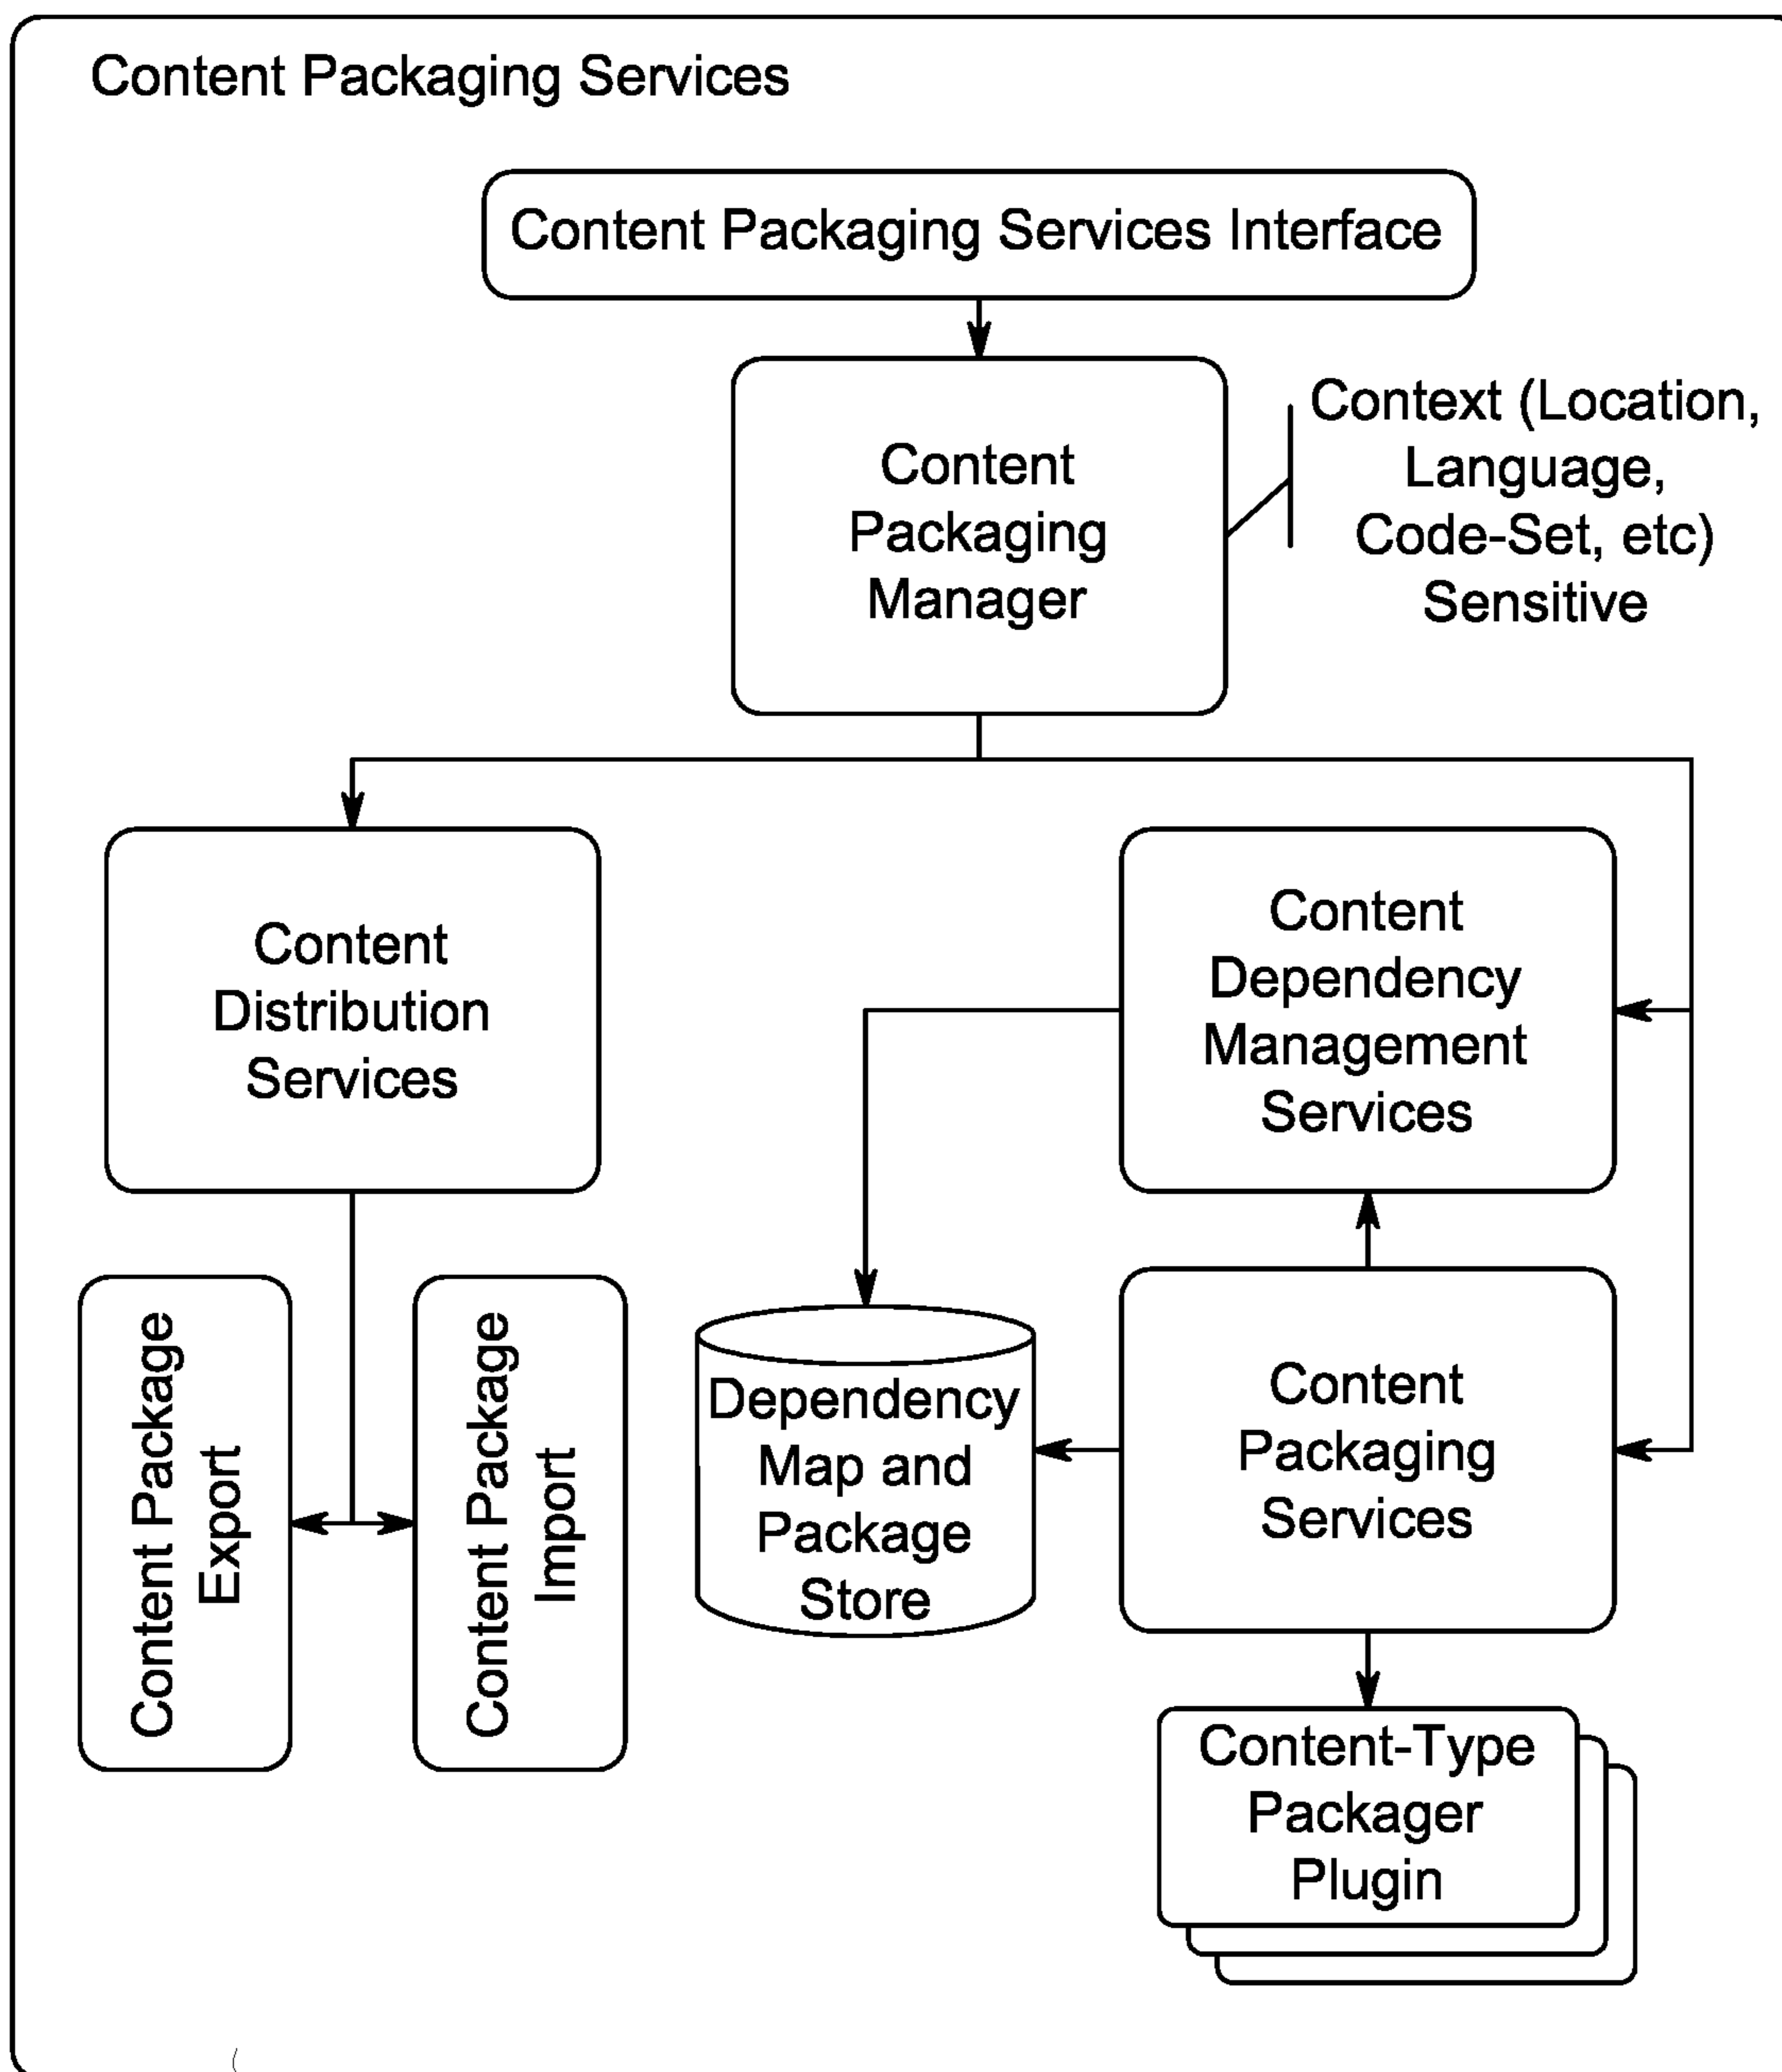 Content Packaging Services
Content Packaging Services Interface
Content
Packaging
Manager
Context (Location,
Language,
Code-Set, etc)
Sensitive
Content
Distribution
Services
Content
Dependency
Management
Services
Content Package
Export
Content Package
Import
Dependency
Map and
Package
Store
Content
Packaging
Services
Content-Type
Packager
Plugin